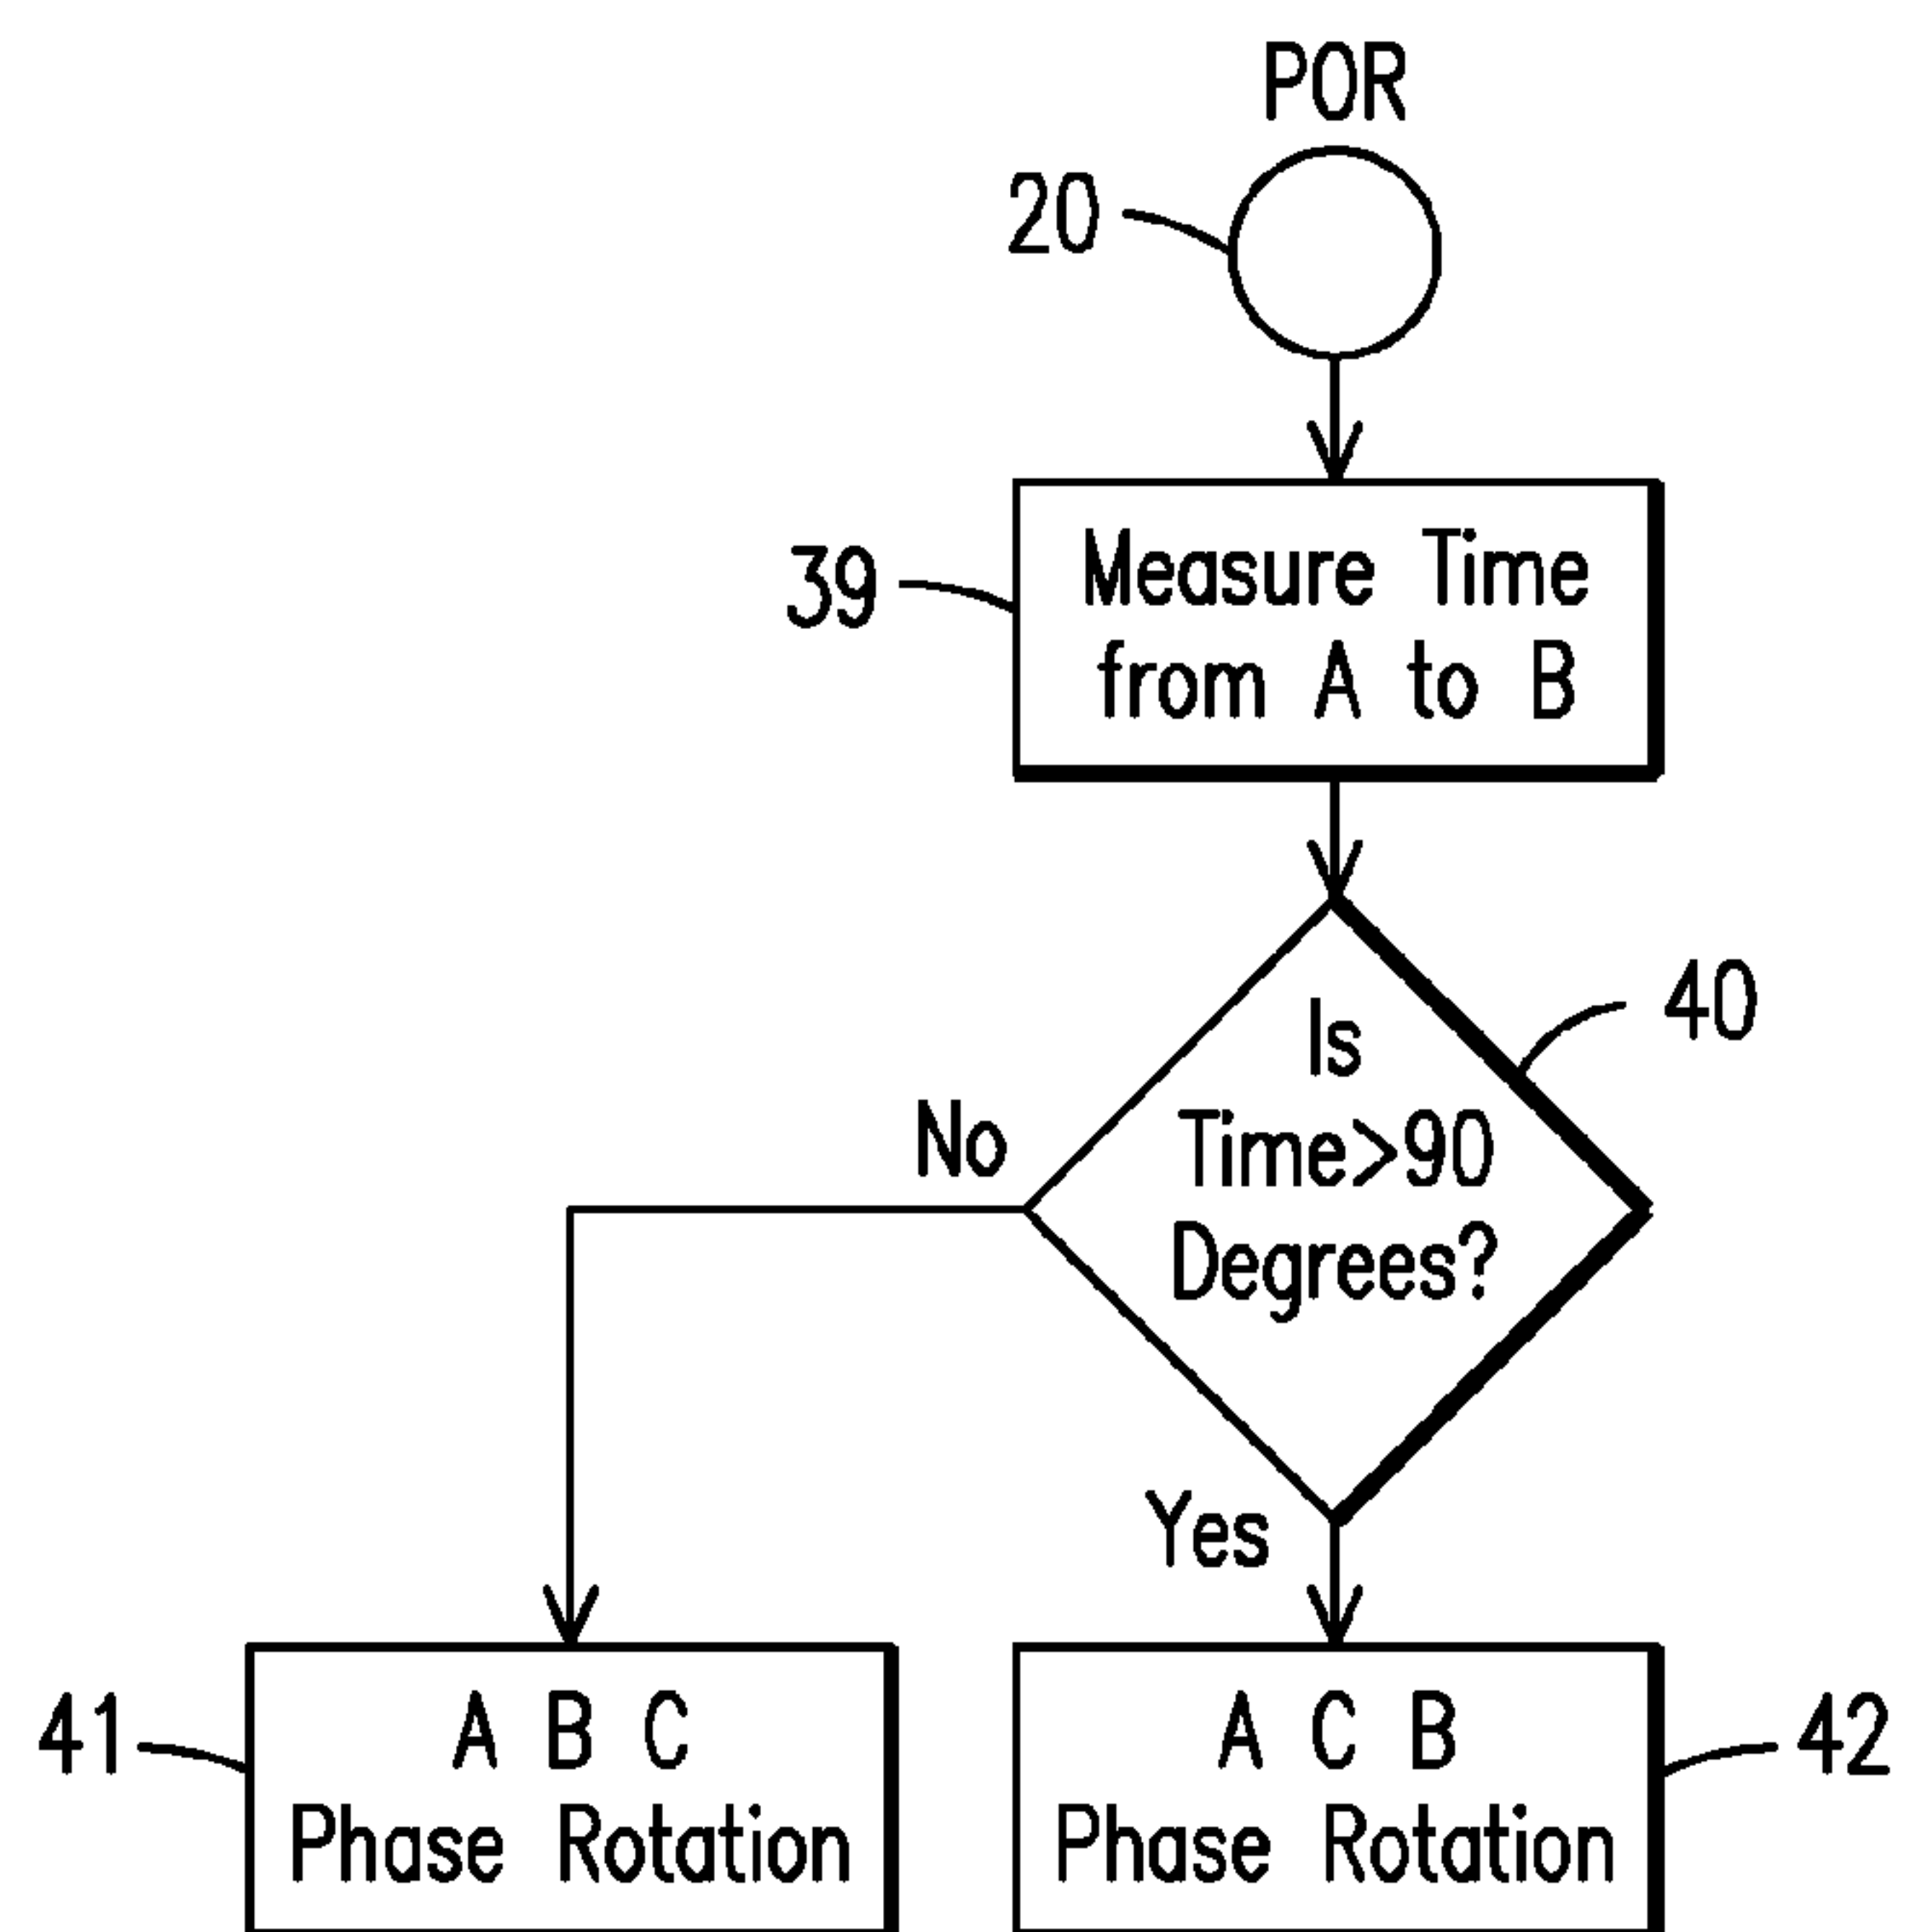 POR
20
39
Measure Time
from A to B
40
Is
Time>90
Degrees?
No
Yes
41
A B C
Phase Rotation
A C B
Phase Rotation
42